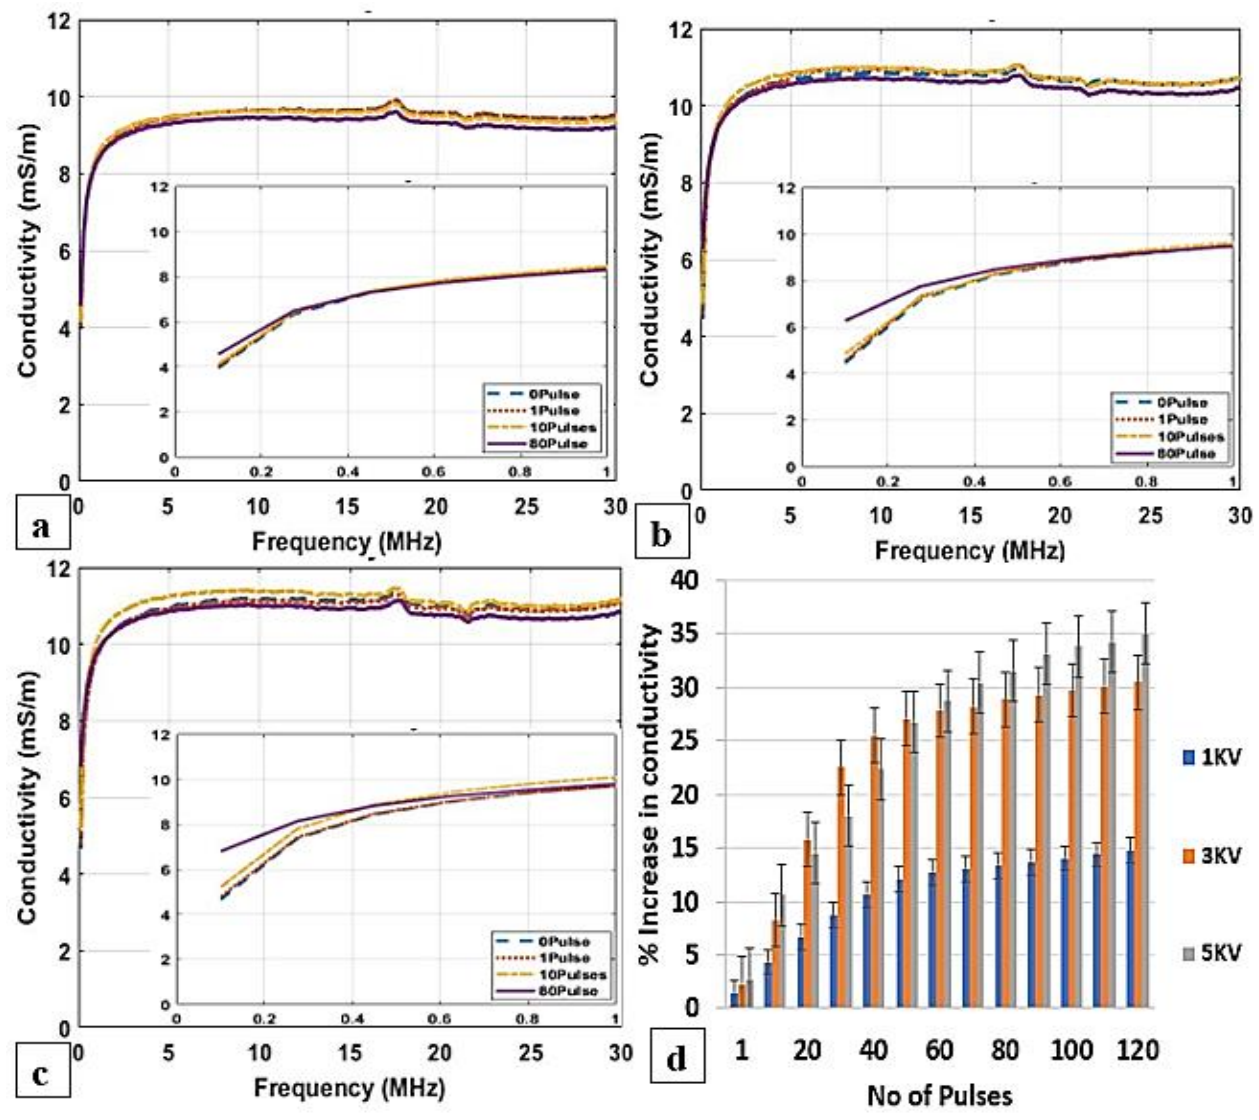 12
10
8
6
4
2
0
Conductivity (mS/m)
12
10
8
6
4
2
0
0 0.2 0.4 0.6 0.8 1
0Pulse
1Pulse
10Pulses
80Pulse
0 5 10 15 20 25 30
Frequency (MHz)
a
12
10
8
6
4
2
0
Conductivity (mS/m)
12
10
8
6
4
2
0
0 0.2 0.4 0.6 0.8 1
0Pulse
1Pulse
10Pulses
80Pulse
0 5 10 15 20 25 30
Frequency (MHz)
b
12
10
8
6
4
2
0
Conductivity (mS/m)
12
10
8
6
4
2
0
0 0.2 0.4 0.6 0.8 1
0Pulse
1Pulse
10Pulses
80Pulse
0 5 10 15 20 25 30
Frequency (MHz)
c
40
35
30
25
20
15
10
5
0
% Increase in conductivity
1KV
3KV
5KV
1 20 40 60 80 100 120
No of Pulses
d